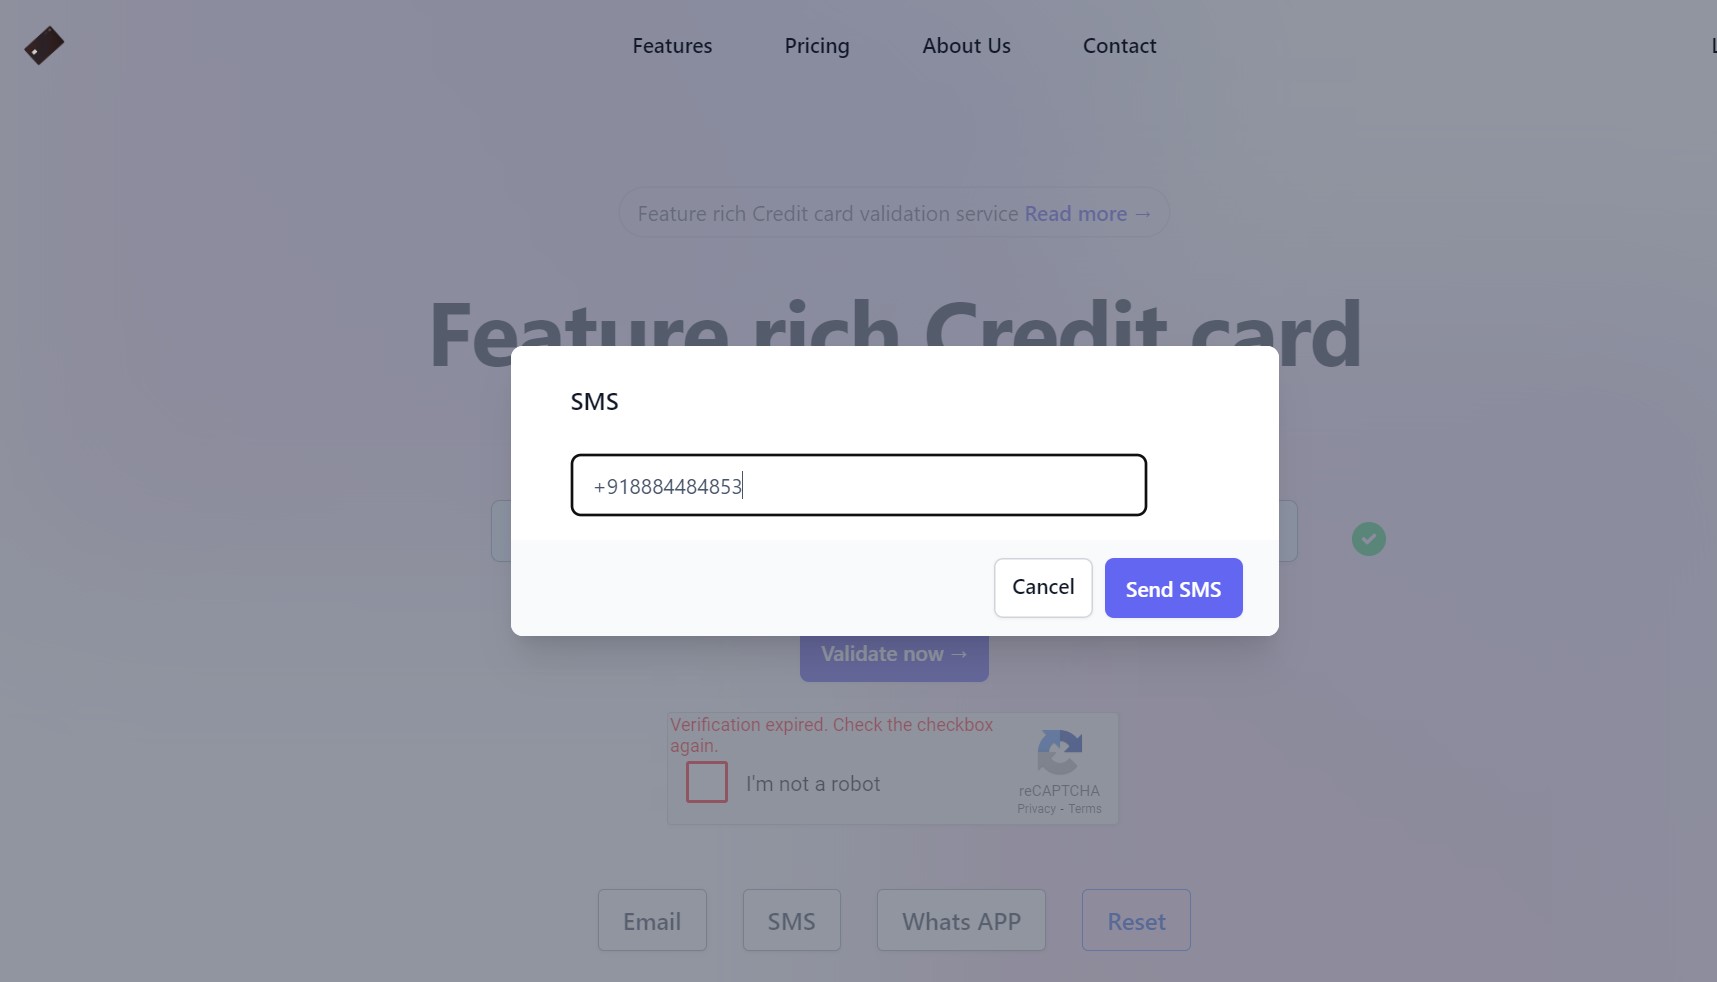 Features
Pricing
About Us
Contact
Feature rich Credit card validation service Read more →
Feature rich Credit card
SMS
+918884484853
Cancel
Send SMS
Validate now →
Verification expired. Check the checkbox
again.
I'm not a robot
reCAPTCHA
Privacy - Terms
Email
SMS
Whats APP
Reset